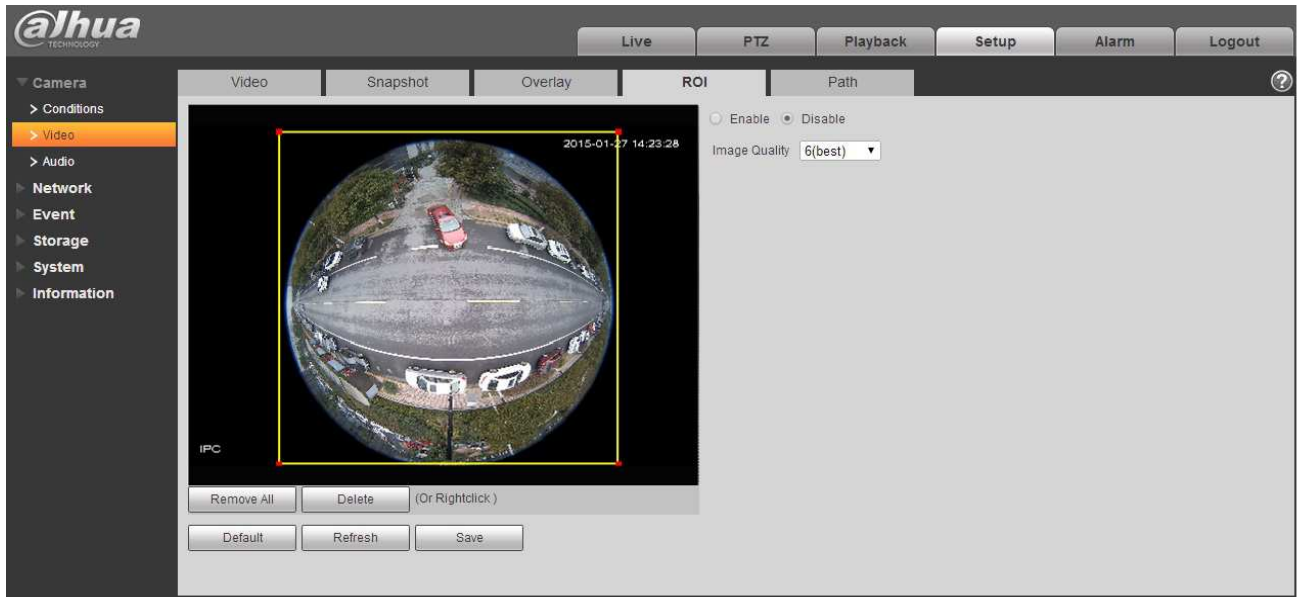 alhua
TECHNOLOGY
Live PTZ Playback Setup Alarm Logout
Camera
> Conditions
> Video
> Audio
Network
Event
Storage
System
Information
Video Snapshot Overlay ROI Path
?
2015-01-27 14:23:28
IPC
Enable Disable
Image Quality 6(best)
Remove All Delete (Or Rightclick )
Default Refresh Save